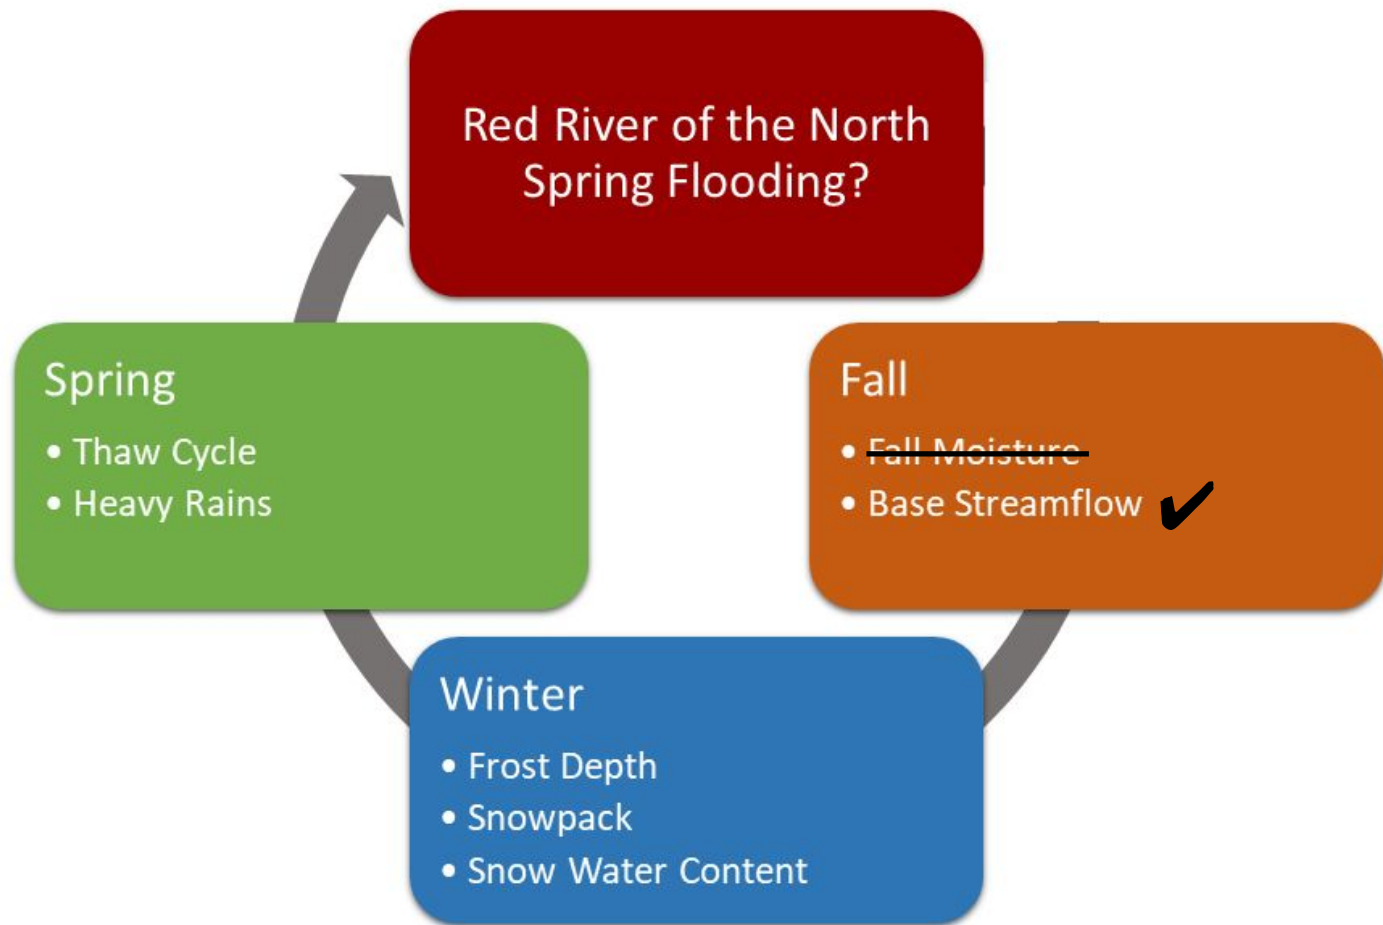 Red River of the North
Spring Flooding?
Spring
• Thaw Cycle
• Heavy Rains
Fall
• Fall Moisture
• Base Streamflow ✔
Winter
• Frost Depth
• Snowpack
• Snow Water Content